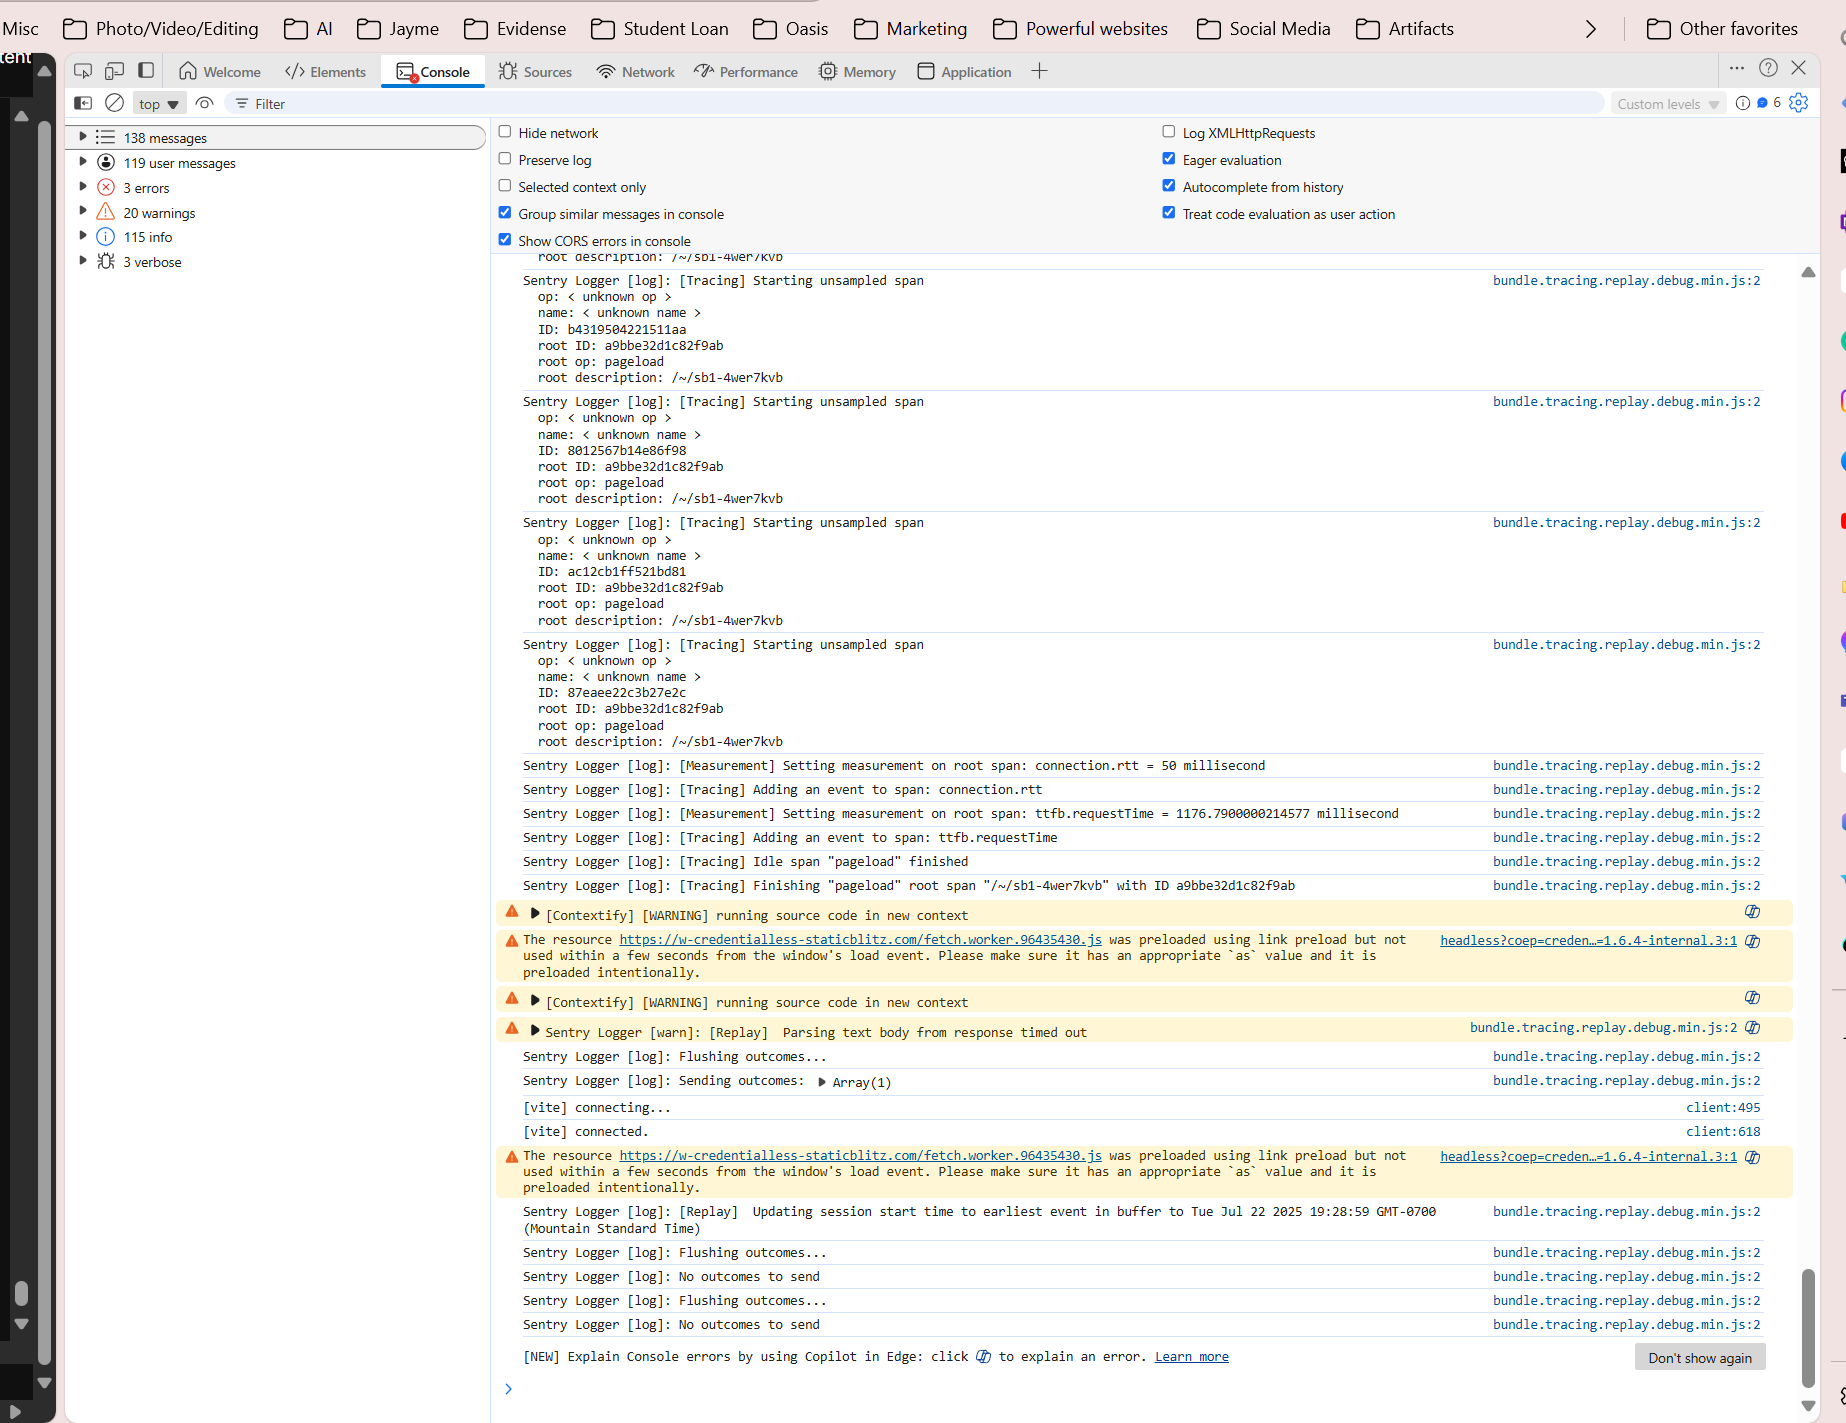 Misc
Photo/Video/Editing
AI
Jayme
Evidense
Student Loan
Oasis
Marketing
Powerful websites
Social Media
Artifacts
Other favorites
Welcome
Elements
Console
Sources
Network
Performance
Memory
Application
top
Filter
Custom levels
6
138 messages
119 user messages
3 errors
20 warnings
115 info
3 verbose
Hide network
Log XMLHttpRequests
Preserve log
Eager evaluation
Selected context only
Autocomplete from history
Group similar messages in console
Treat code evaluation as user action
Show CORS errors in console
root description: /~/sb1-4wer7kvb
Sentry Logger [log]: [Tracing] Starting unsampled span bundle.tracing.replay.debug.min.js:2
op: < unknown op >
name: < unknown name >
ID: b4319504221511aa
root ID: a9bbe32d1c82f9ab
root op: pageload
root description: /~/sb1-4wer7kvb
Sentry Logger [log]: [Tracing] Starting unsampled span bundle.tracing.replay.debug.min.js:2
op: < unknown op >
name: < unknown name >
ID: 8012567b14e86f98
root ID: a9bbe32d1c82f9ab
root op: pageload
root description: /~/sb1-4wer7kvb
Sentry Logger [log]: [Tracing] Starting unsampled span bundle.tracing.replay.debug.min.js:2
op: < unknown op >
name: < unknown name >
ID: ac12cb1ff521bd81
root ID: a9bbe32d1c82f9ab
root op: pageload
root description: /~/sb1-4wer7kvb
Sentry Logger [log]: [Tracing] Starting unsampled span bundle.tracing.replay.debug.min.js:2
op: < unknown op >
name: < unknown name >
ID: 87eaee22c3b27e2c
root ID: a9bbe32d1c82f9ab
root op: pageload
root description: /~/sb1-4wer7kvb
Sentry Logger [log]: [Measurement] Setting measurement on root span: connection.rtt = 50 millisecond bundle.tracing.replay.debug.min.js:2
Sentry Logger [log]: [Tracing] Adding an event to span: connection.rtt bundle.tracing.replay.debug.min.js:2
Sentry Logger [log]: [Measurement] Setting measurement on root span: ttfb.requestTime = 1176.7900000214577 millisecond bundle.tracing.replay.debug.min.js:2
Sentry Logger [log]: [Tracing] Adding an event to span: ttfb.requestTime bundle.tracing.replay.debug.min.js:2
Sentry Logger [log]: [Tracing] Idle span "pageload" finished bundle.tracing.replay.debug.min.js:2
Sentry Logger [log]: [Tracing] Finishing "pageload" root span "/~/sb1-4wer7kvb" with ID a9bbe32d1c82f9ab bundle.tracing.replay.debug.min.js:2
[Contextify] [WARNING] running source code in new context
The resource https://w-credentialless-staticblitz.com/fetch.worker.96435430.js was preloaded using link preload but not headless?coep=creden…=1.6.4-internal.3:1
used within a few seconds from the window's load event. Please make sure it has an appropriate `as` value and it is
preloaded intentionally.
[Contextify] [WARNING] running source code in new context
Sentry Logger [warn]: [Replay]  Parsing text body from response timed out bundle.tracing.replay.debug.min.js:2
Sentry Logger [log]: Flushing outcomes... bundle.tracing.replay.debug.min.js:2
Sentry Logger [log]: Sending outcomes: Array(1) bundle.tracing.replay.debug.min.js:2
[vite] connecting... client:495
[vite] connected. client:618
The resource https://w-credentialless-staticblitz.com/fetch.worker.96435430.js was preloaded using link preload but not headless?coep=creden…=1.6.4-internal.3:1
used within a few seconds from the window's load event. Please make sure it has an appropriate `as` value and it is
preloaded intentionally.
Sentry Logger [log]: [Replay]  Updating session start time to earliest event in buffer to Tue Jul 22 2025 19:28:59 GMT-0700 bundle.tracing.replay.debug.min.js:2
(Mountain Standard Time)
Sentry Logger [log]: Flushing outcomes... bundle.tracing.replay.debug.min.js:2
Sentry Logger [log]: No outcomes to send bundle.tracing.replay.debug.min.js:2
Sentry Logger [log]: Flushing outcomes... bundle.tracing.replay.debug.min.js:2
Sentry Logger [log]: No outcomes to send bundle.tracing.replay.debug.min.js:2
[NEW] Explain Console errors by using Copilot in Edge: click to explain an error. Learn more
Don't show again